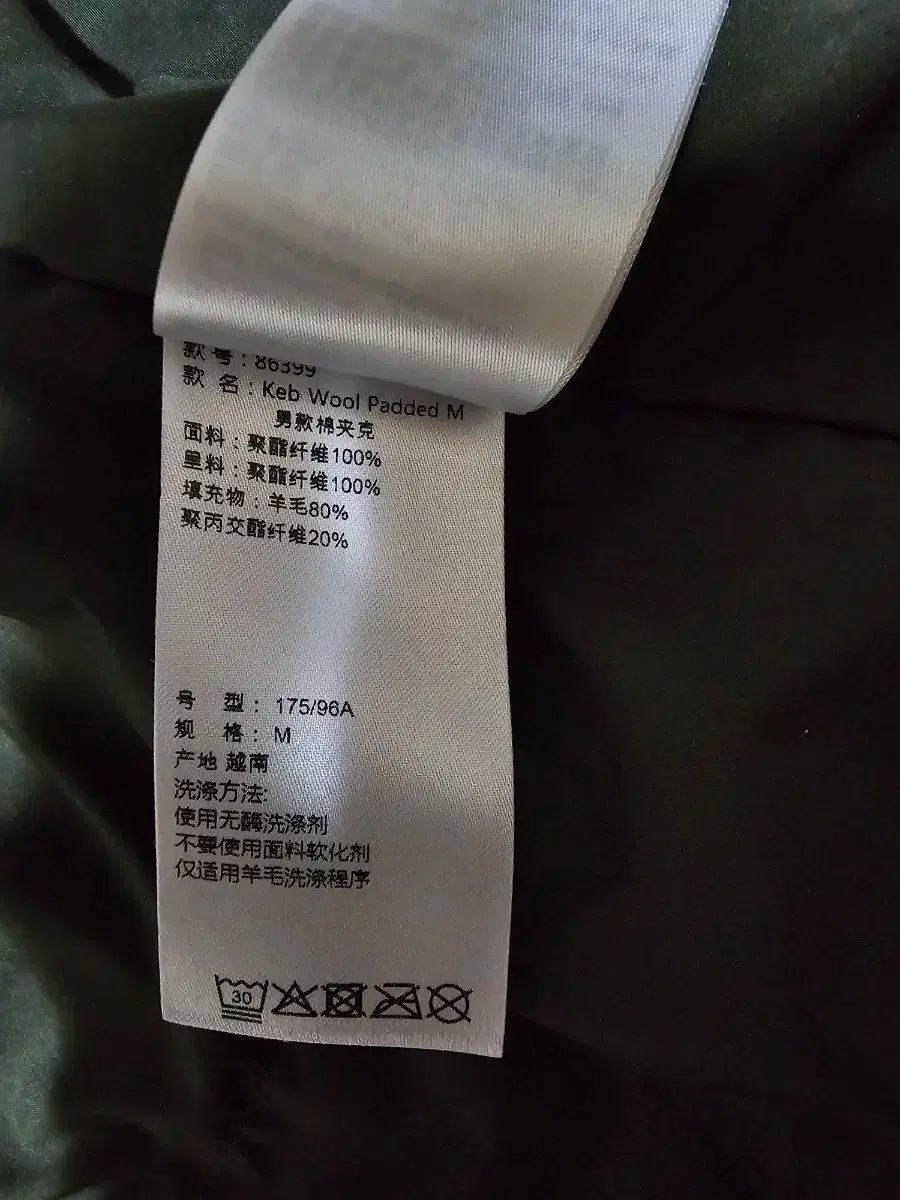 款号：86399
款 名：Keb Wool Padded M
男款棉夹克
面料：聚酯纤维100%
里料：聚酯纤维100%
填充物：羊毛80%
聚丙交酯纤维20%
号 型：175/96A
规 格：M
产地 越南
洗涤方法:
使用无酶洗涤剂
不要使用面料软化剂
仅适用羊毛洗涤程序
30